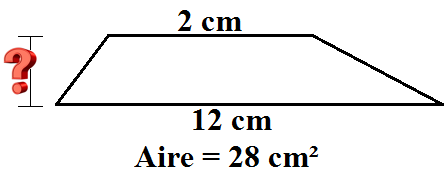 2 cm
?
12 cm
Aire = 28 cm²